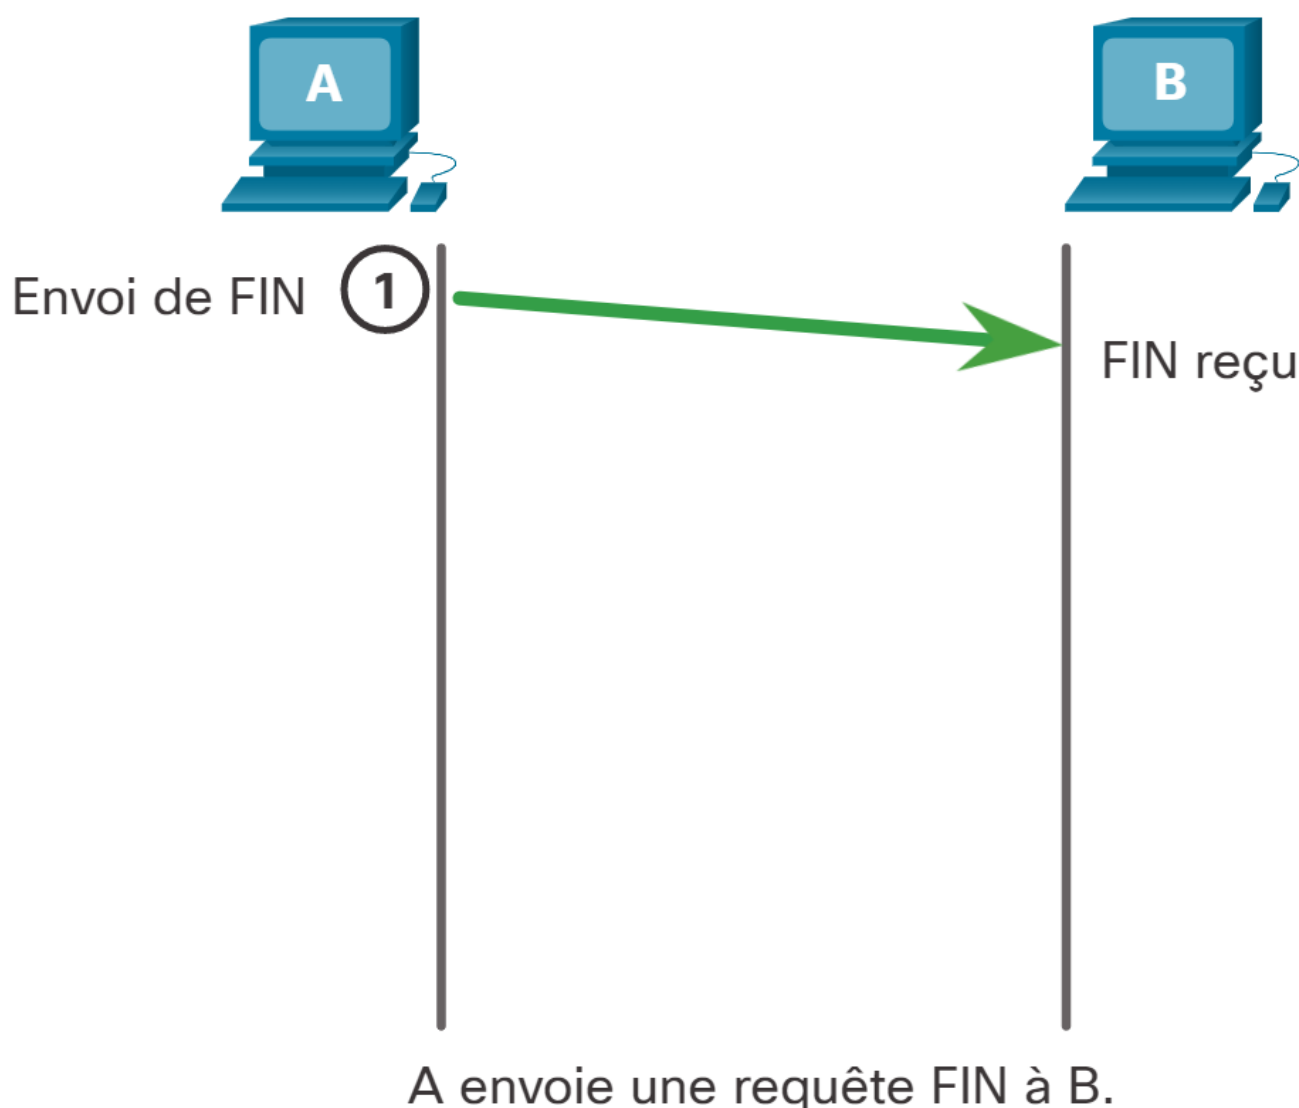 A
B
Envoi de FIN 1
FIN reçu
A envoie une requête FIN à B.